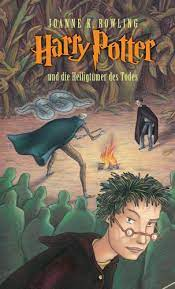 JOANNE K. ROWLING
Harry Potter
und die Heiligtümer des Todes